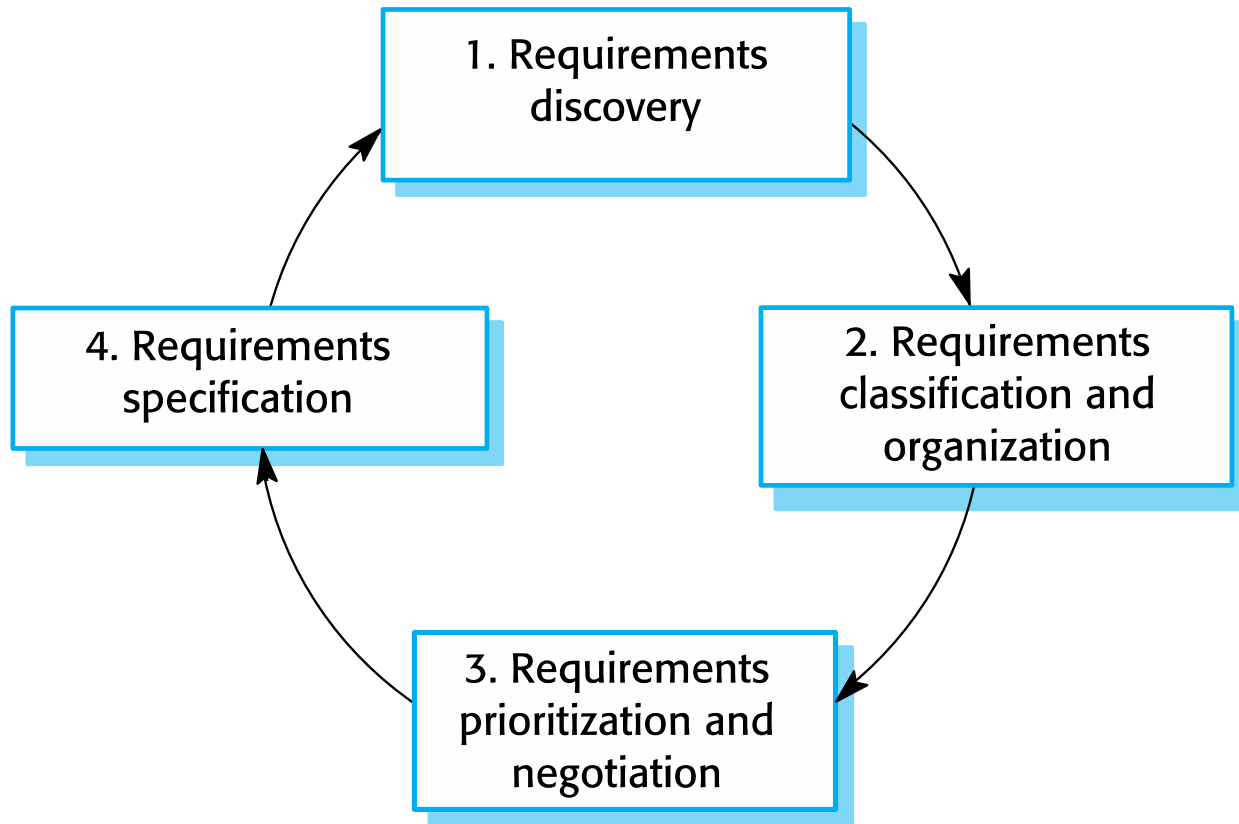 1. Requirements
discovery
2. Requirements
classification and
organization
3. Requirements
prioritization and
negotiation
4. Requirements
specification